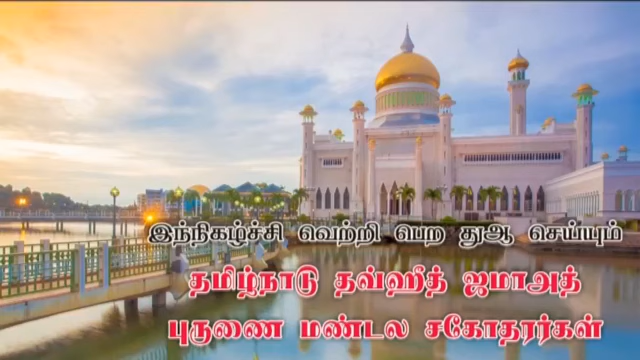 இந்நிகழ்ச்சி வெற்றி பெற துஆ செய்யும்
தமிழ்நாடு தவ்ஹீத் ஜமாஅத்
புருணை மண்டல சகோதரர்கள்